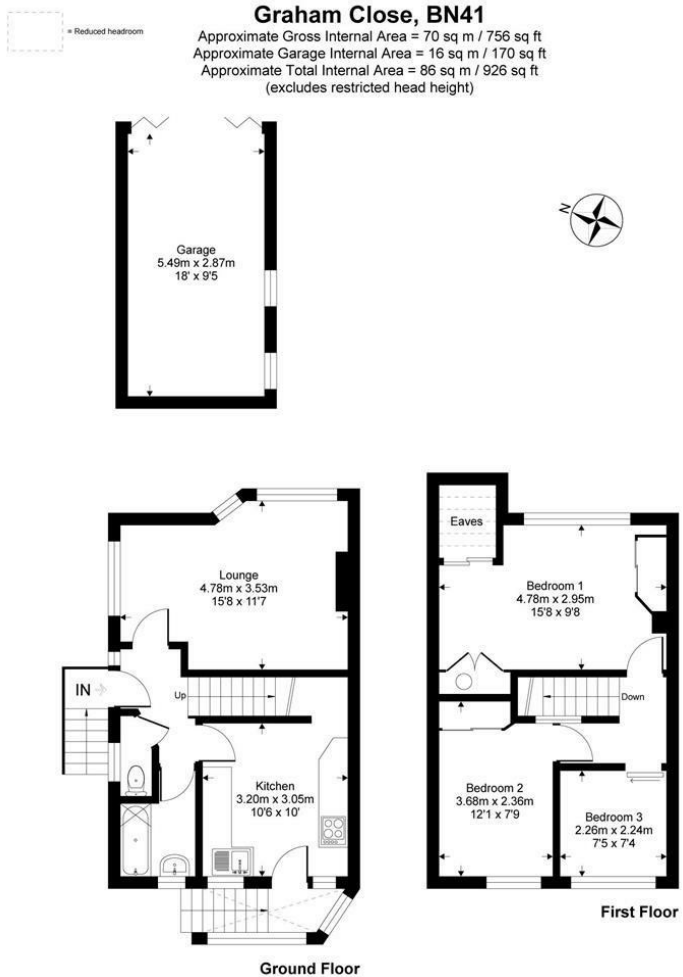 = Reduced headroom
Graham Close, BN41
Approximate Gross Internal Area = 70 sq m / 756 sq ft
Approximate Garage Internal Area = 16 sq m / 170 sq ft
Approximate Total Internal Area = 86 sq m / 926 sq ft
(excludes restricted head height)
N
Garage
5.49m x 2.87m
18' x 9'5
Lounge
4.78m x 3.53m
15'8 x 11'7
IN
Up
Kitchen
3.20m x 3.05m
10'6 x 10'
Ground Floor
Eaves
Bedroom 1
4.78m x 2.95m
15'8 x 9'8
Down
Bedroom 2
3.68m x 2.36m
12'1 x 7'9
Bedroom 3
2.26m x 2.24m
7'5 x 7'4
First Floor